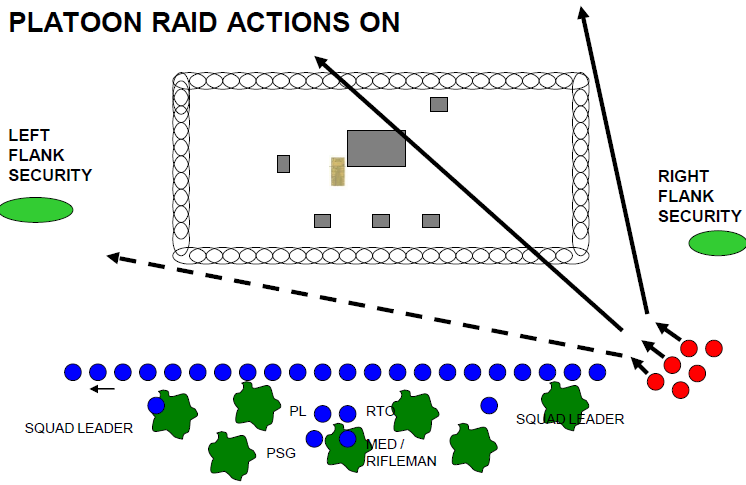 PLATOON RAID ACTIONS ON
LEFT
FLANK
SECURITY
RIGHT
FLANK
SECURITY
PL
RTO
SQUAD LEADER
SQUAD LEADER
PSG
MED /
RIFLEMAN